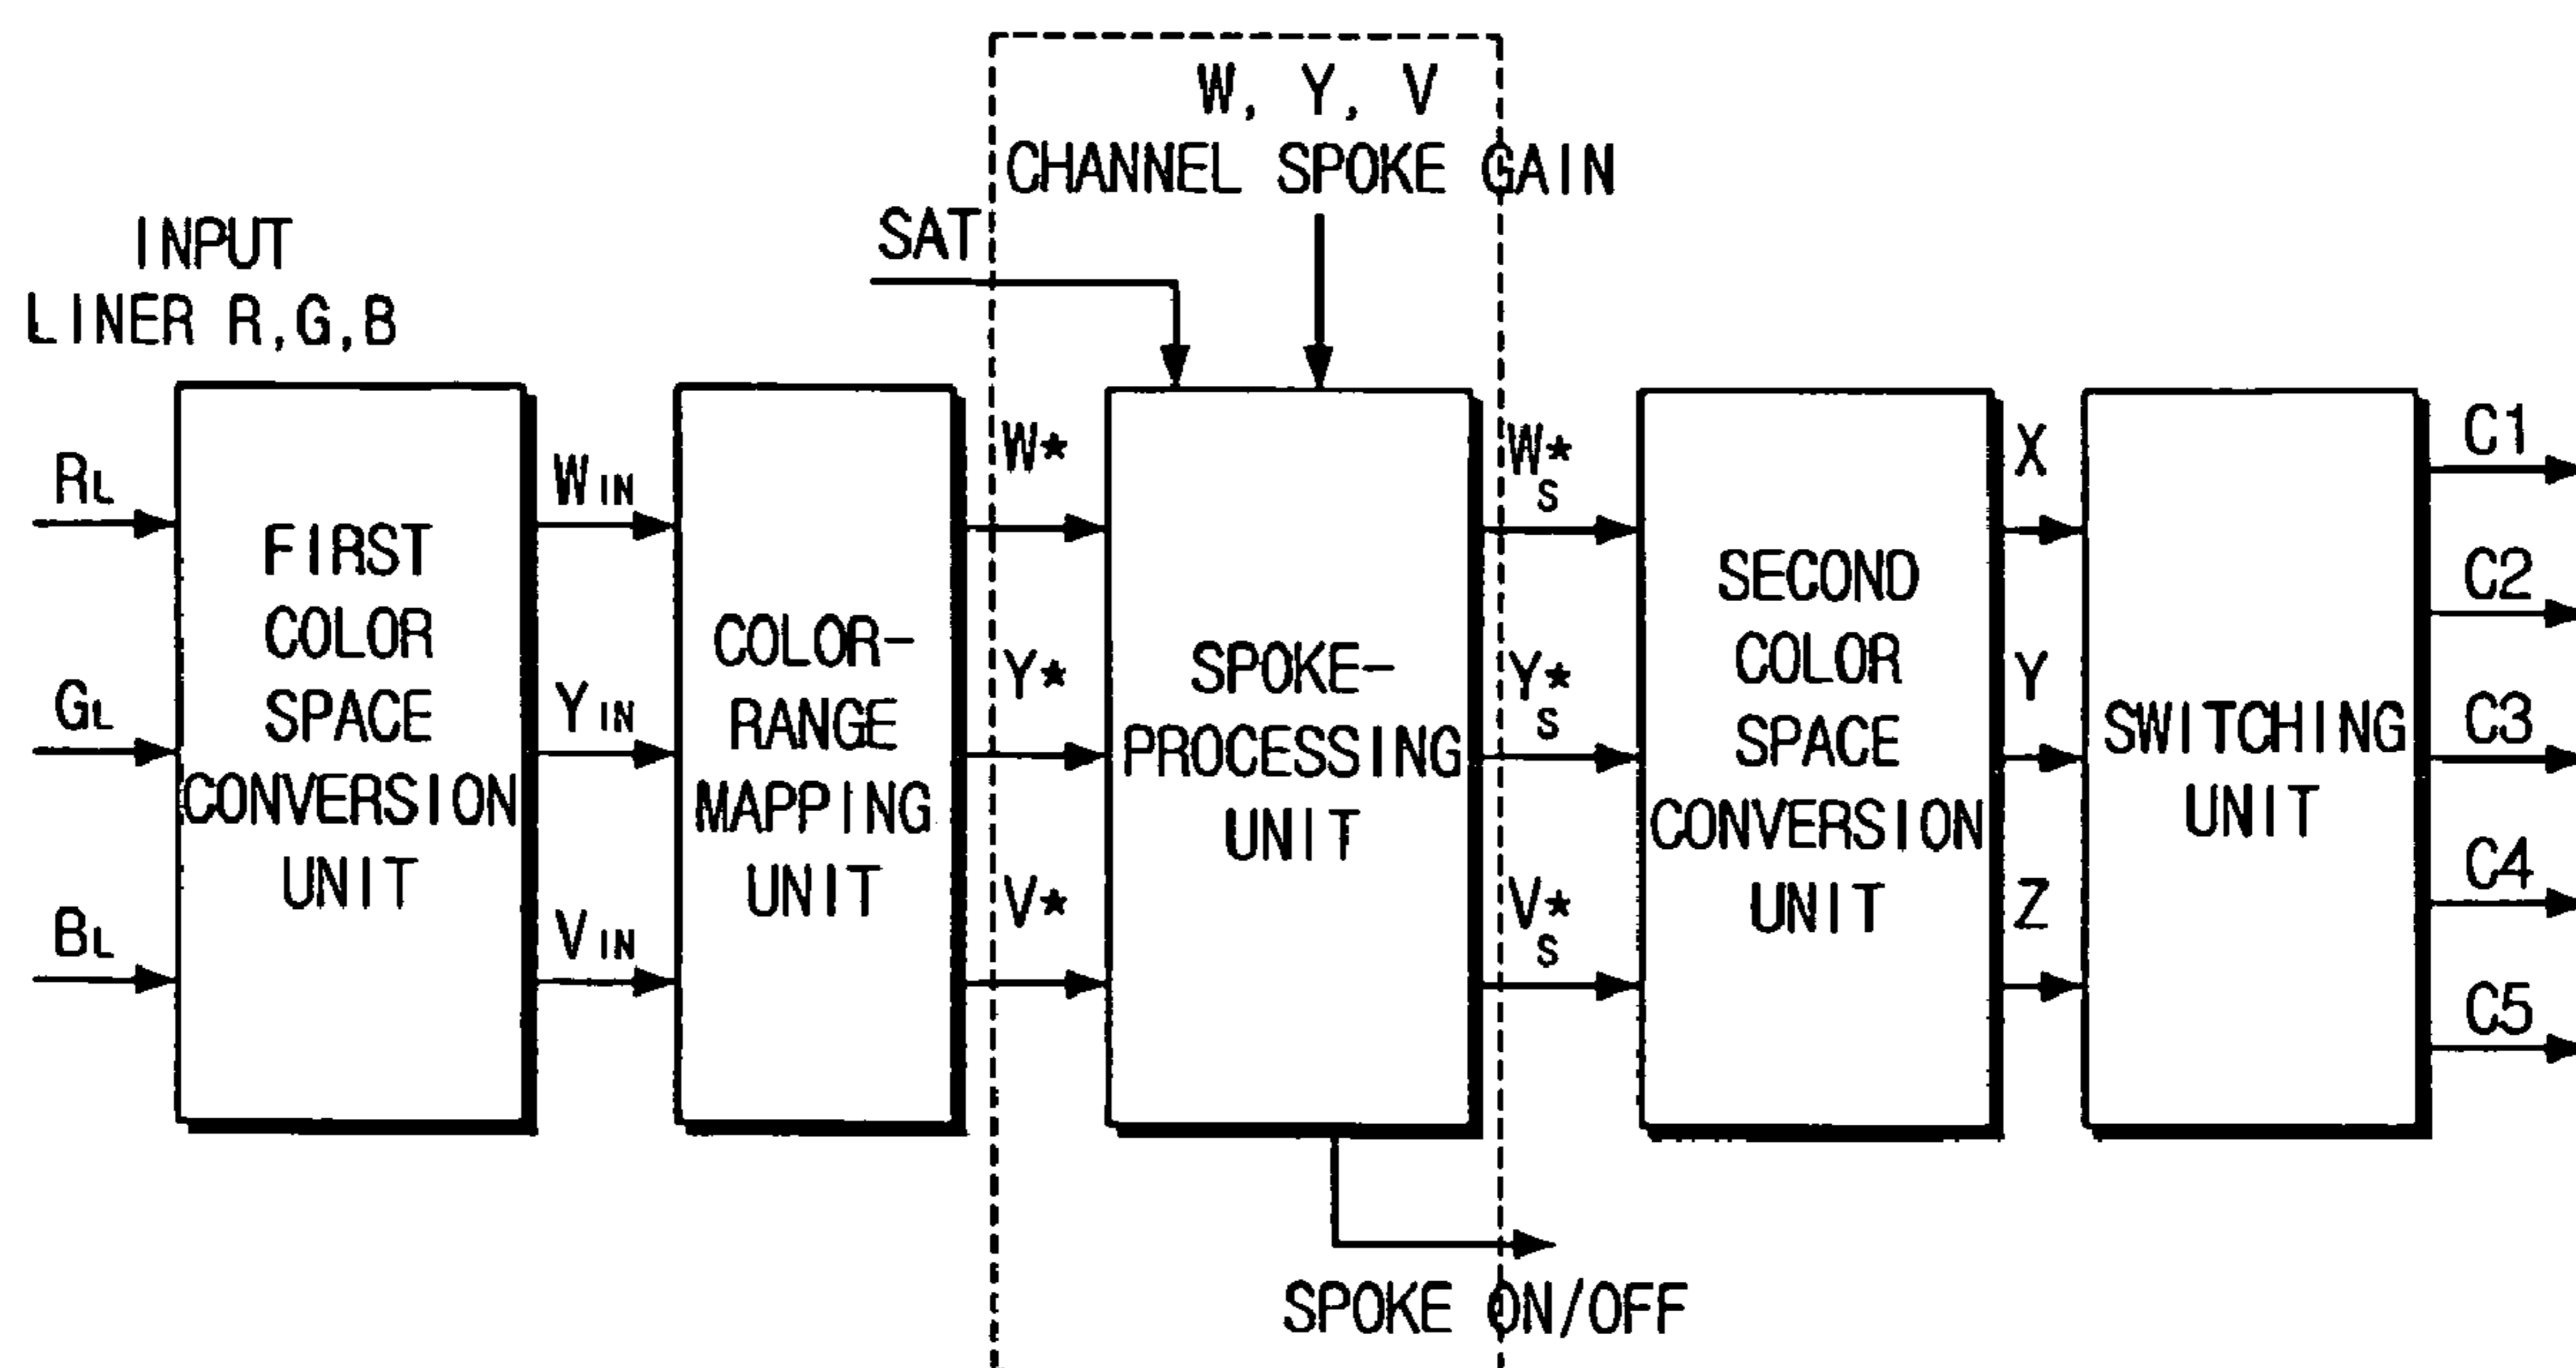 W, Y, V
CHANNEL SPOKE GAIN
SAT
INPUT
LINER R,G,B
RL
GL
BL
FIRST
COLOR
SPACE
CONVERSION
UNIT
WIN
YIN
VIN
COLOR-
RANGE
MAPPING
UNIT
W*
Y*
V*
SPOKE-
PROCESSING
UNIT
W*S
Y*S
V*S
SECOND
COLOR
SPACE
CONVERSION
UNIT
X
Y
Z
SWITCHING
UNIT
C1
C2
C3
C4
C5
SPOKE ON/OFF